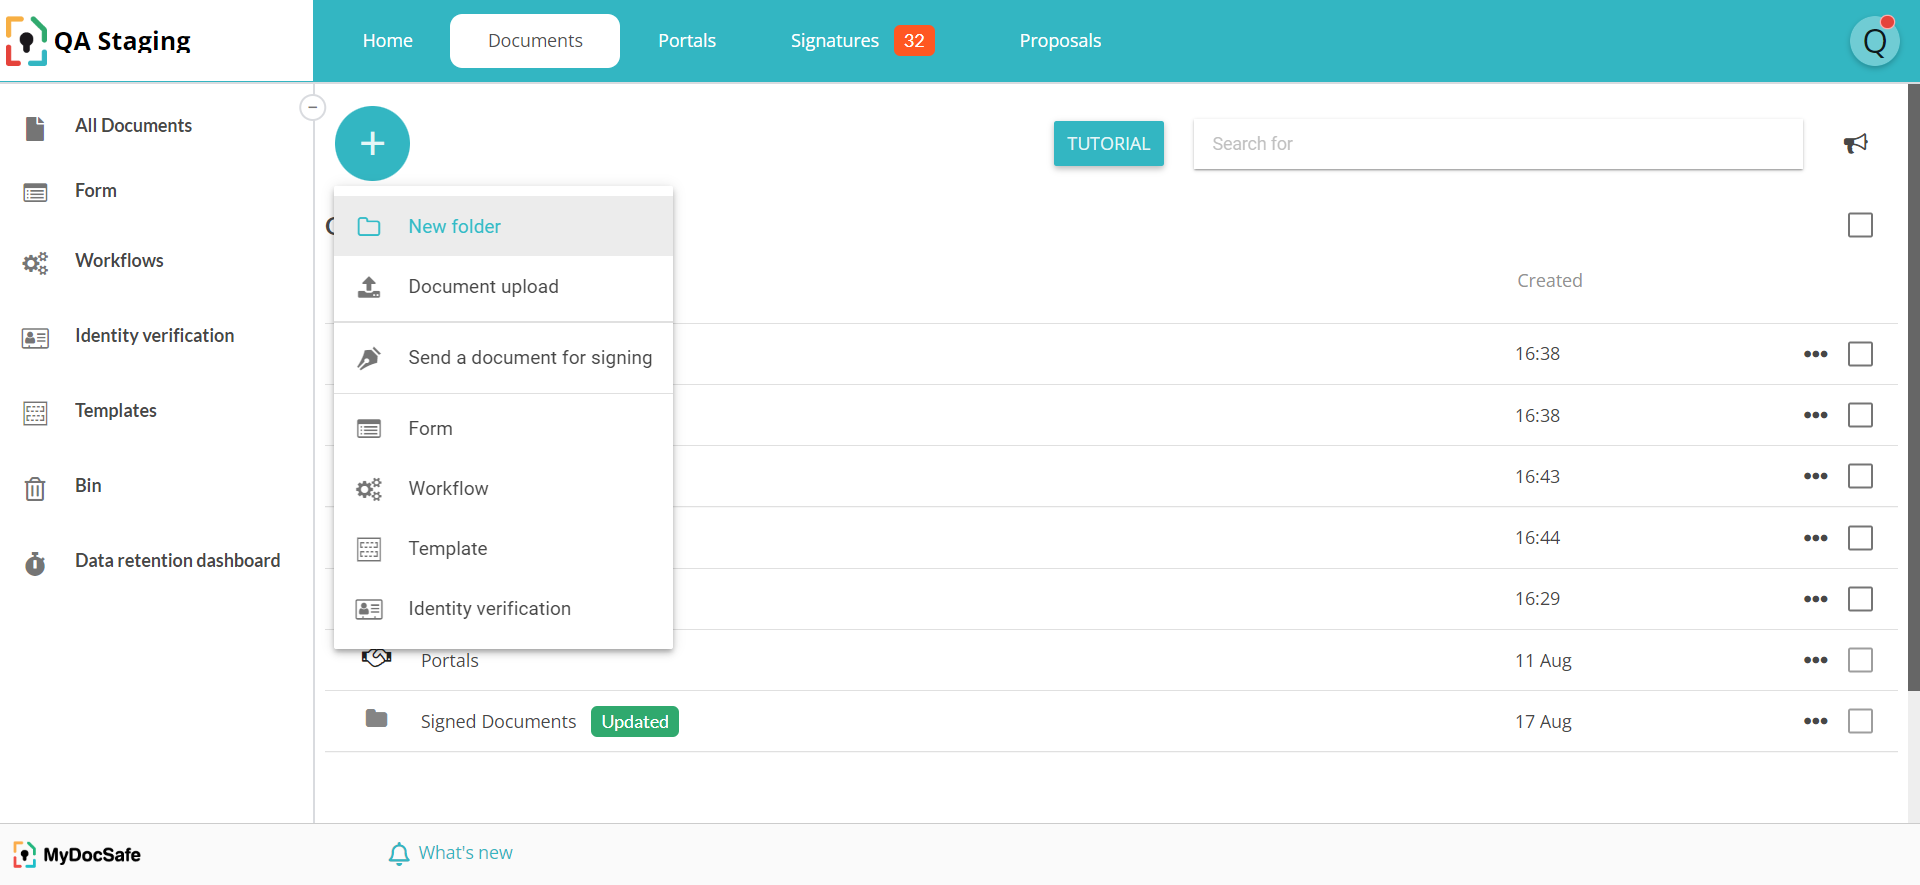 QA Staging
Home
Documents
Portals
Signatures 32
Proposals
Q
All Documents
Form
Workflows
Identity verification
Templates
Bin
Data retention dashboard
+
TUTORIAL
Search for
New folder
Document upload
Send a document for signing
Form
Workflow
Template
Identity verification
Created
16:38
16:38
16:43
16:44
16:29
Portals 11 Aug
Signed Documents Updated 17 Aug
MyDocSafe
What's new